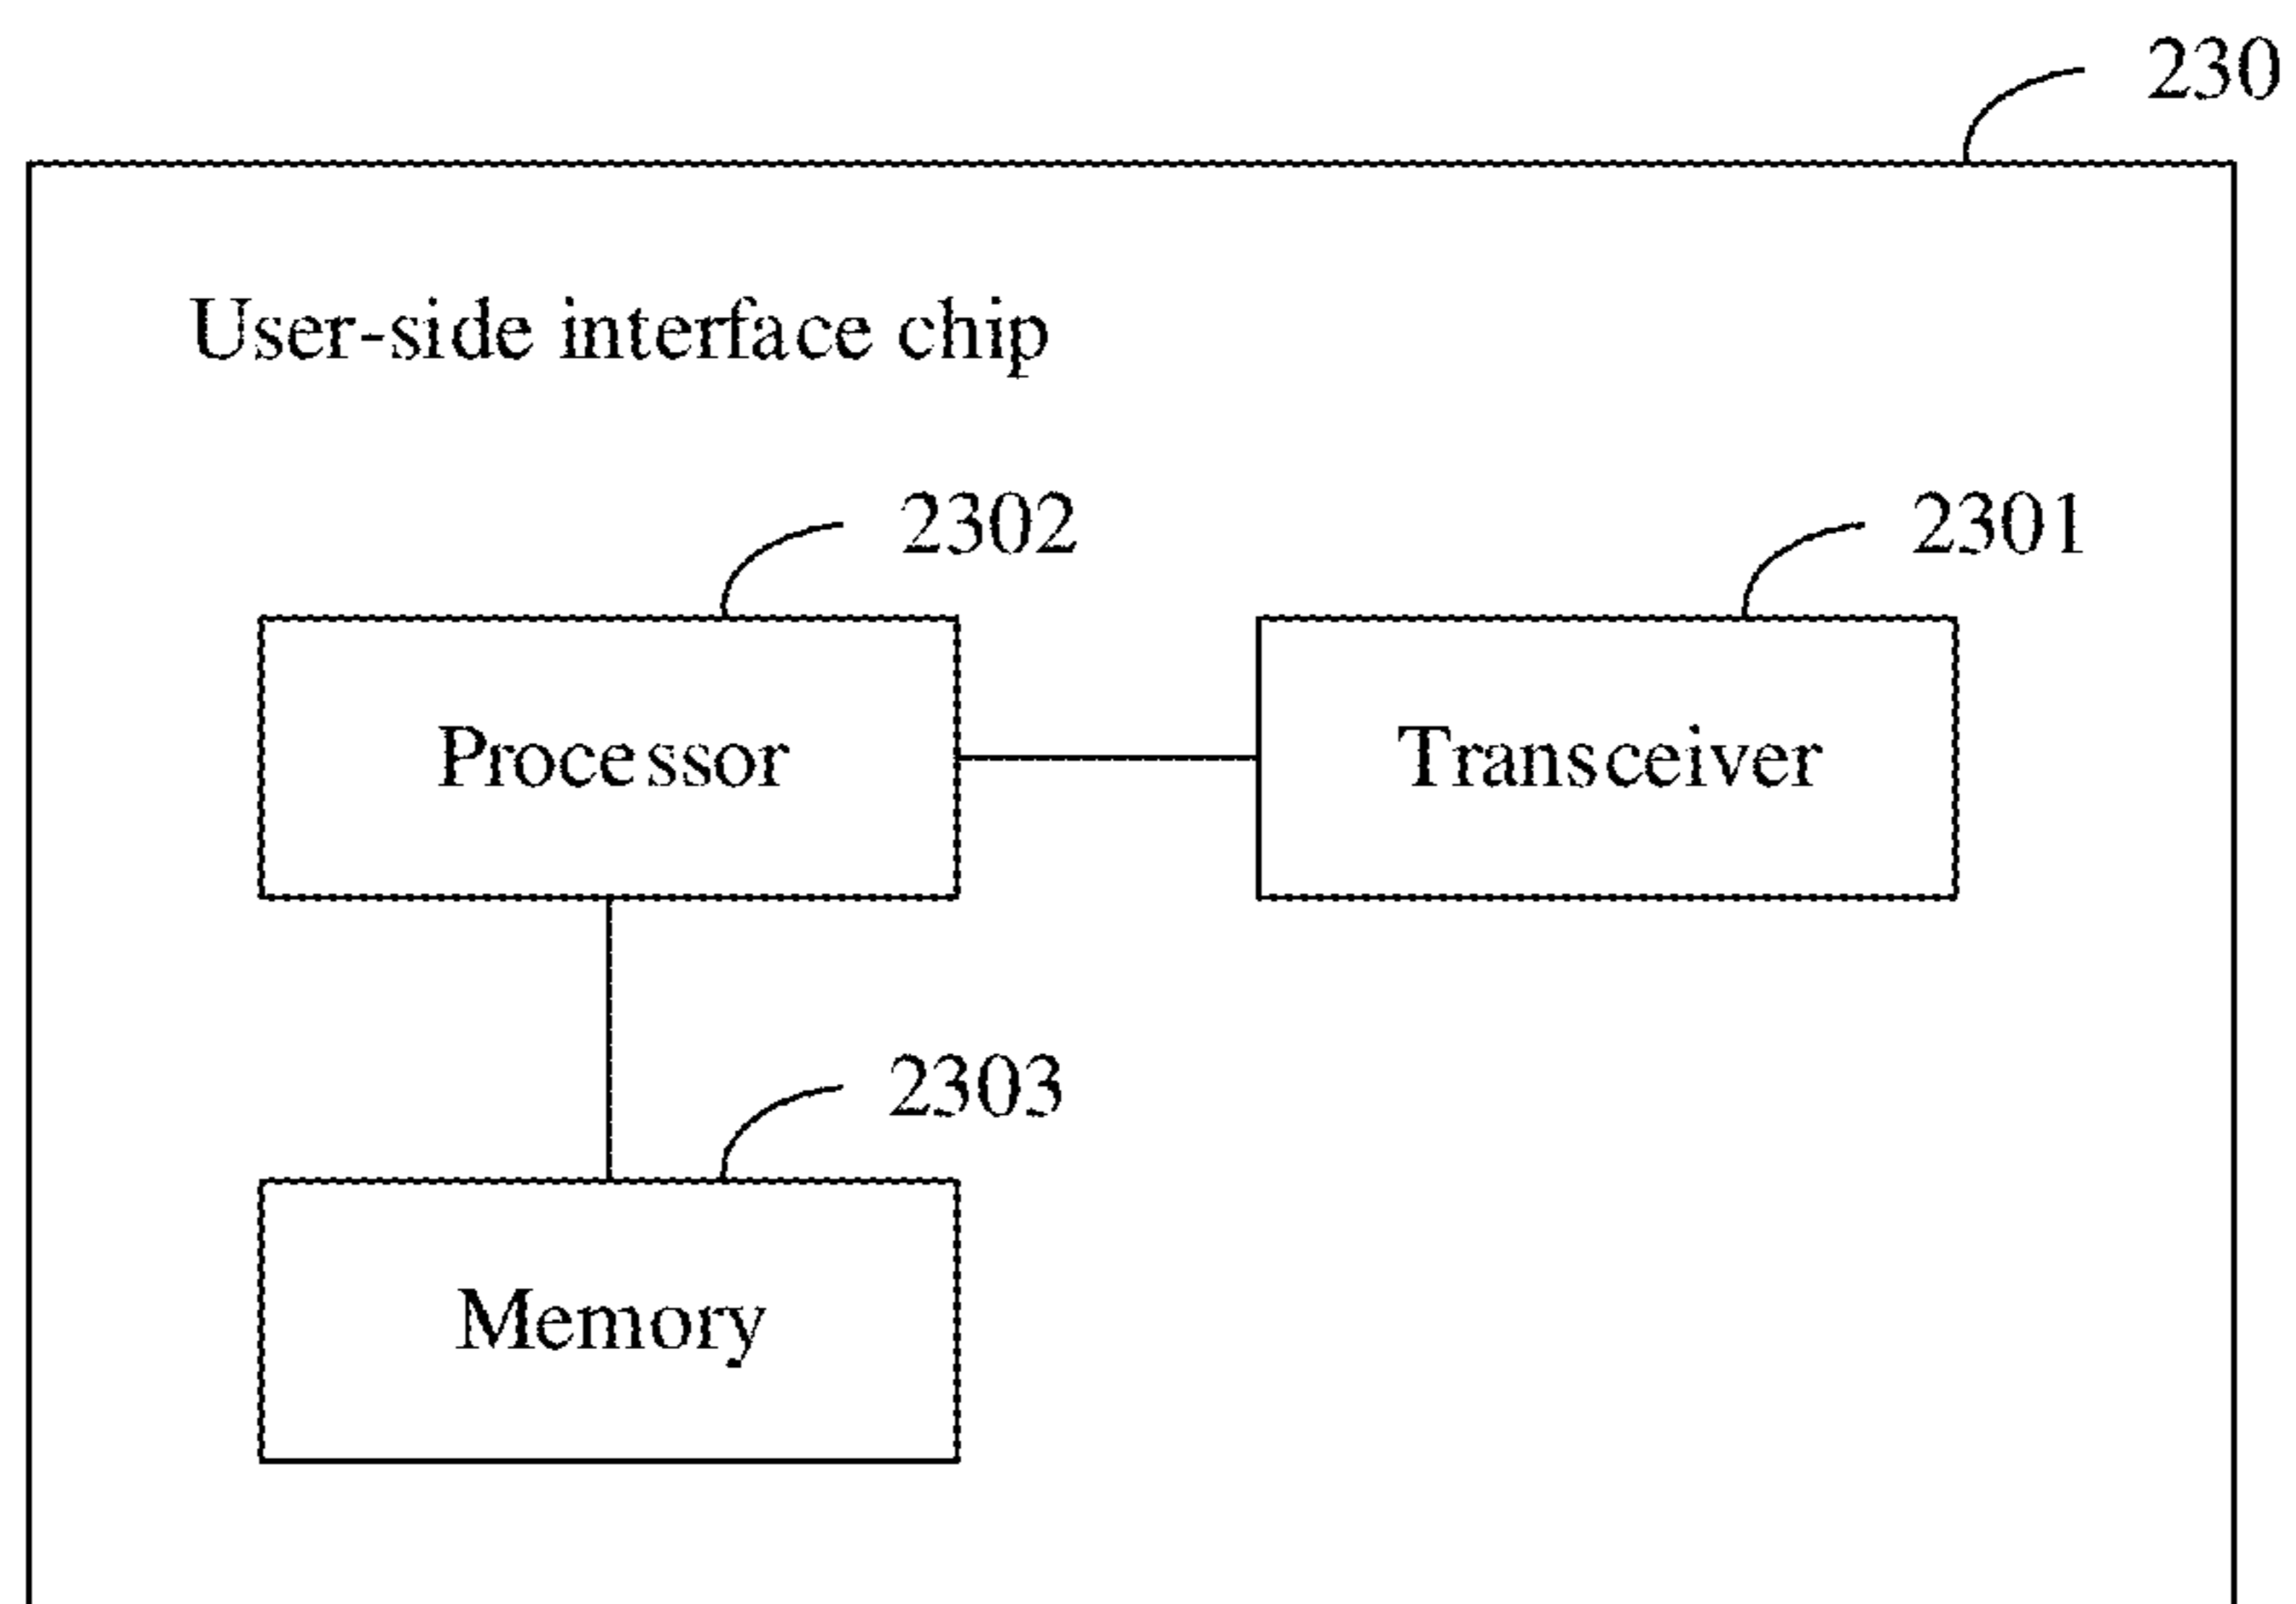 230
User-side interface chip
2302
2301
Processor
Transceiver
2303
Memory